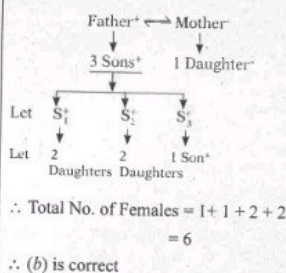 Father⁺ ⟷ Mother⁻
3 Sons⁺ 1 Daughter⁻
Let S₁⁺ S₂⁺ S₃⁺
Let 2 2 1 Son⁺
Daughters Daughters
∴ Total No. of Females = 1+ 1 + 2 + 2
= 6
∴ (b) is correct